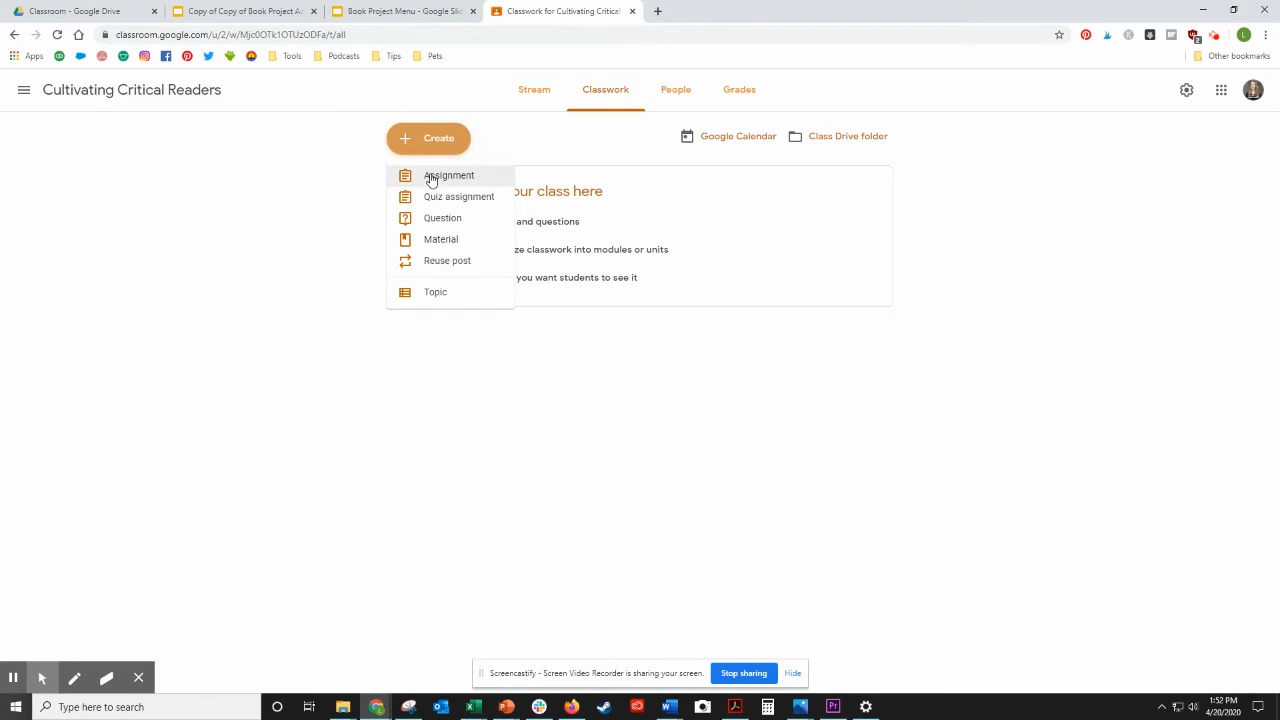 Classroom - Google Drive
Copy of Copy of Book Project As
Book Project Menu - Google Slid
Classwork for Cultivating Critical
classroom.google.com/u/2/w/Mjc0OTk1OTUzODFa/t/all
Apps
Tools
Podcasts
Tips
Pets
Other bookmarks
Cultivating Critical Readers
Stream
Classwork
People
Grades
Create
Google Calendar
Class Drive folder
Assignment
Quiz assignment
Question
Material
Reuse post
Topic
our class here
and questions
ze classwork into modules or units
you want students to see it
Screencastify - Screen Video Recorder is sharing your screen.
Stop sharing
Hide
Type here to search
1:52 PM
4/20/2020